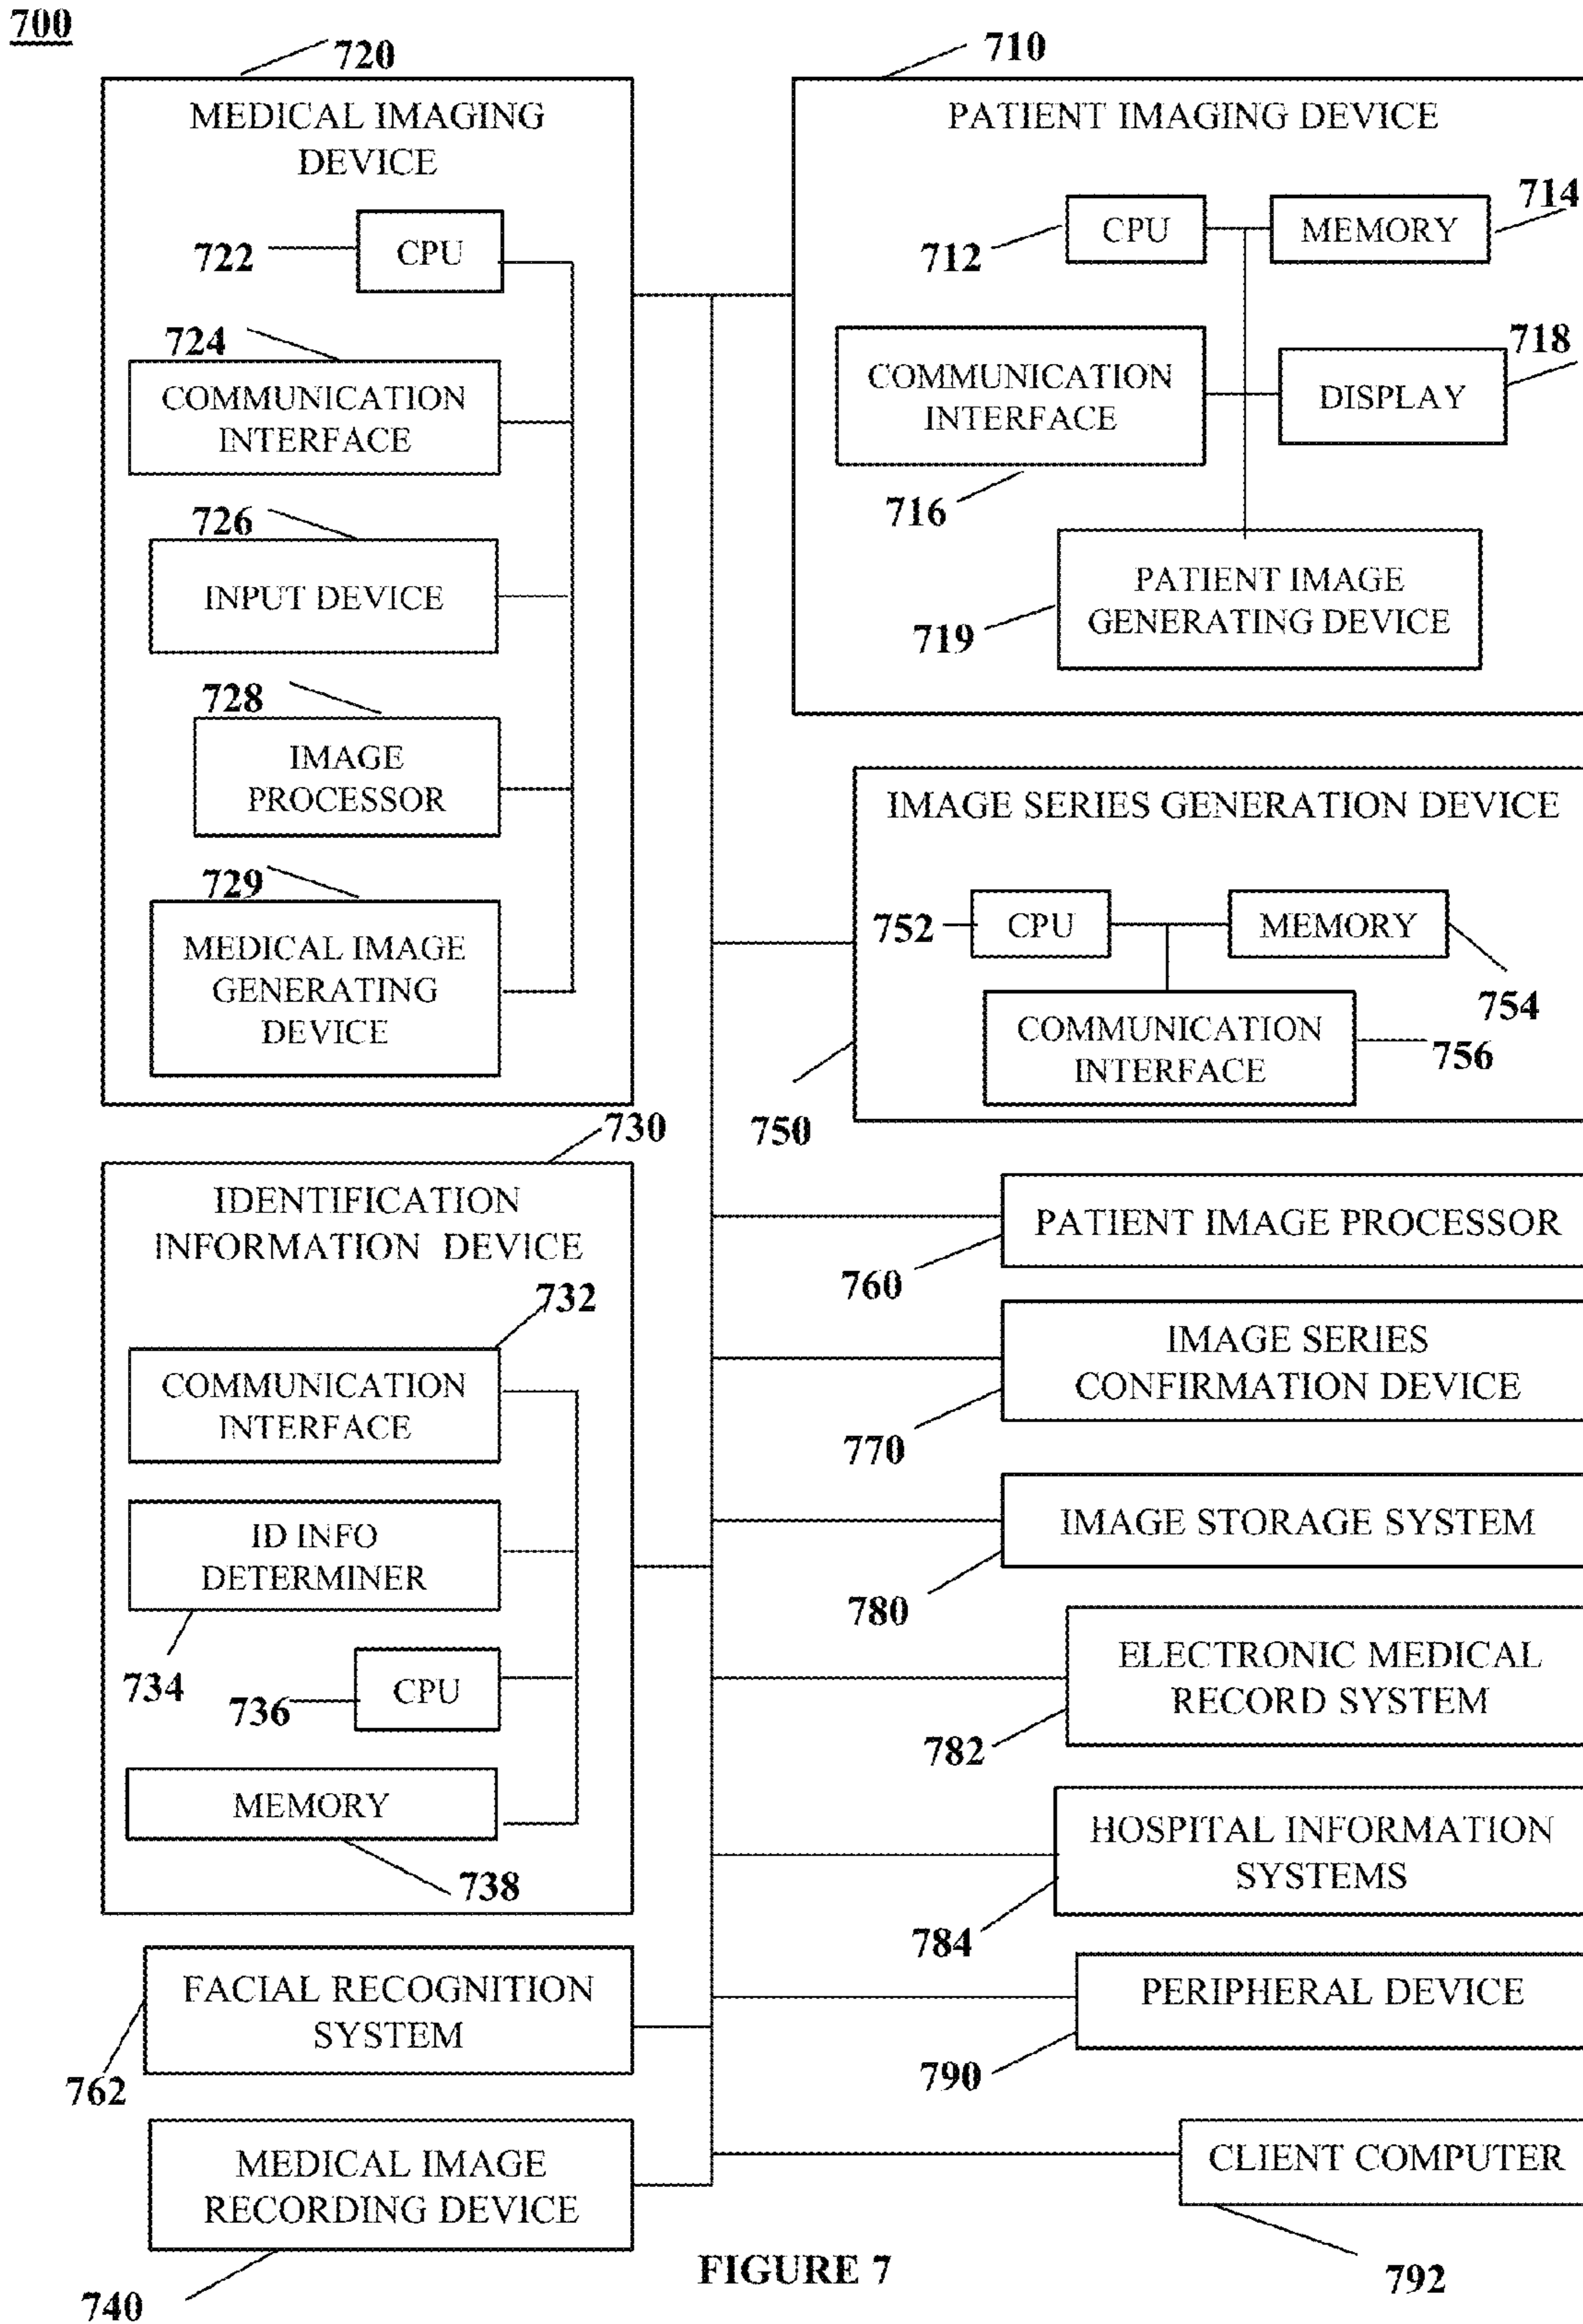 700
720
MEDICAL IMAGING
DEVICE
722
CPU
724
COMMUNICATION
INTERFACE
726
INPUT DEVICE
728
IMAGE
PROCESSOR
729
MEDICAL IMAGE
GENERATING
DEVICE
710
PATIENT IMAGING DEVICE
712
CPU
MEMORY
714
COMMUNICATION
INTERFACE
716
DISPLAY
718
PATIENT IMAGE
GENERATING DEVICE
719
IMAGE SERIES GENERATION DEVICE
752
CPU
MEMORY
754
COMMUNICATION
INTERFACE
756
750
730
IDENTIFICATION
INFORMATION DEVICE
732
COMMUNICATION
INTERFACE
ID INFO
DETERMINER
734
736
CPU
MEMORY
738
PATIENT IMAGE PROCESSOR
760
IMAGE SERIES
CONFIRMATION DEVICE
770
IMAGE STORAGE SYSTEM
780
ELECTRONIC MEDICAL
RECORD SYSTEM
782
HOSPITAL INFORMATION
SYSTEMS
784
FACIAL RECOGNITION
SYSTEM
762
PERIPHERAL DEVICE
790
MEDICAL IMAGE
RECORDING DEVICE
740
CLIENT COMPUTER
792
FIGURE 7